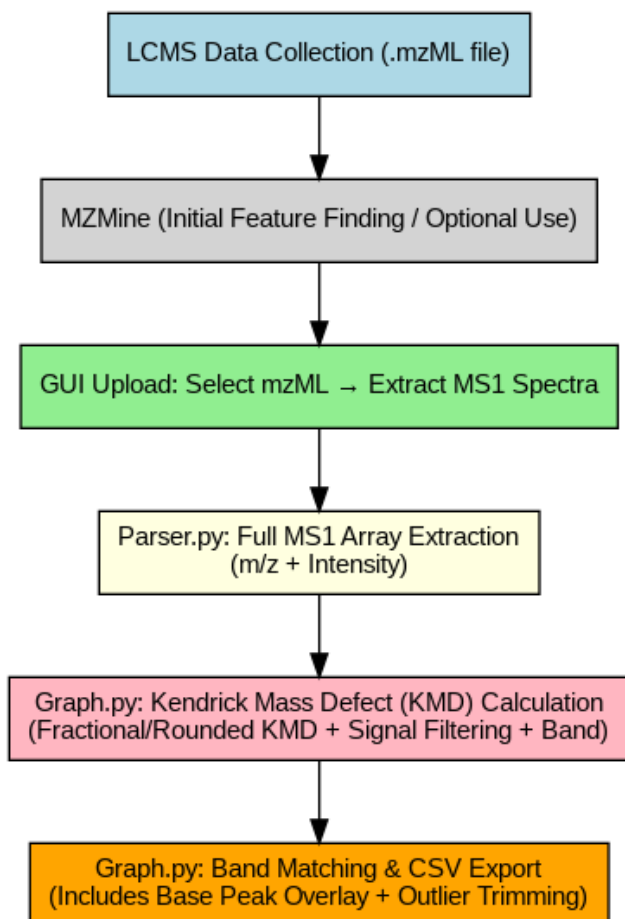 LCMS Data Collection (.mzML file)
MZMine (Initial Feature Finding / Optional Use)
GUI Upload: Select mzML → Extract MS1 Spectra
Parser.py: Full MS1 Array Extraction
(m/z + Intensity)
Graph.py: Kendrick Mass Defect (KMD) Calculation
(Fractional/Rounded KMD + Signal Filtering + Band)
Graph.py: Band Matching & CSV Export
(Includes Base Peak Overlay + Outlier Trimming)